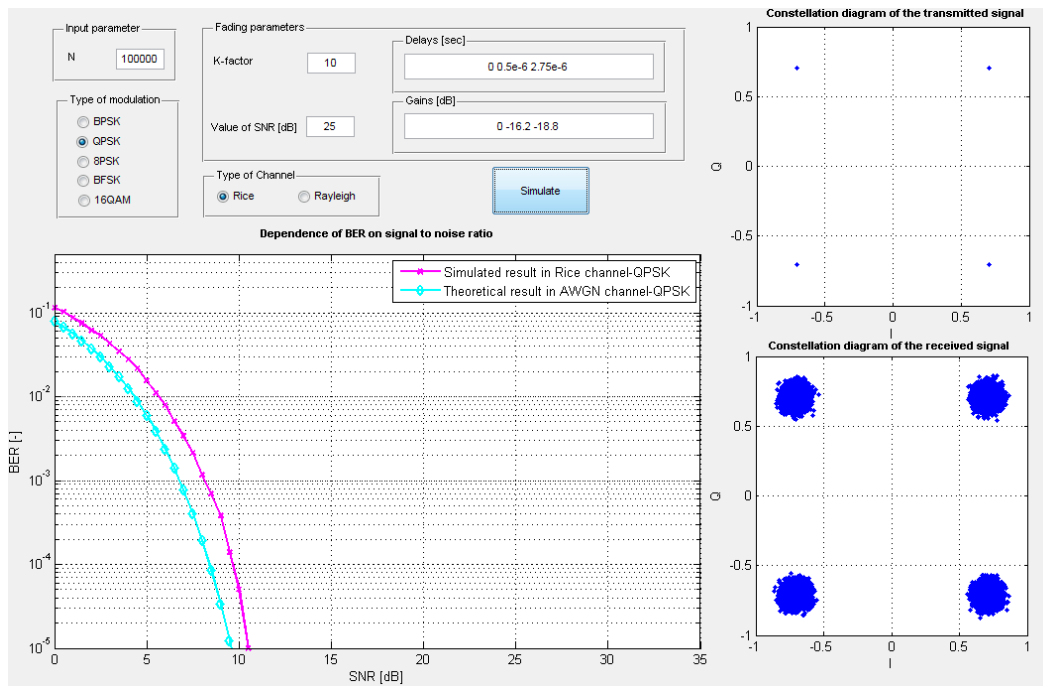 Input parameter
N 100000
Type of modulation
BPSK
QPSK
8PSK
BFSK
16QAM
Fading parameters
K-factor 10
Value of SNR [dB] 25
Delays [sec]
0 0.5e-6 2.75e-6
Gains [dB]
0 -16.2 -18.8
Type of Channel
Rice Rayleigh
Simulate
Dependence of BER on signal to noise ratio
Simulated result in Rice channel-QPSK
Theoretical result in AWGN channel-QPSK
10-1
10-2
10-3
10-4
10-5
BER [-]
0 5 10 15 20 25 30 35
SNR [dB]
Constellation diagram of the transmitted signal
1
0.5
0
-0.5
-1
Q
-1 -0.5 0 0.5 1
I
Constellation diagram of the received signal
1
0.5
0
-0.5
-1
Q
-1 -0.5 0 0.5 1
I